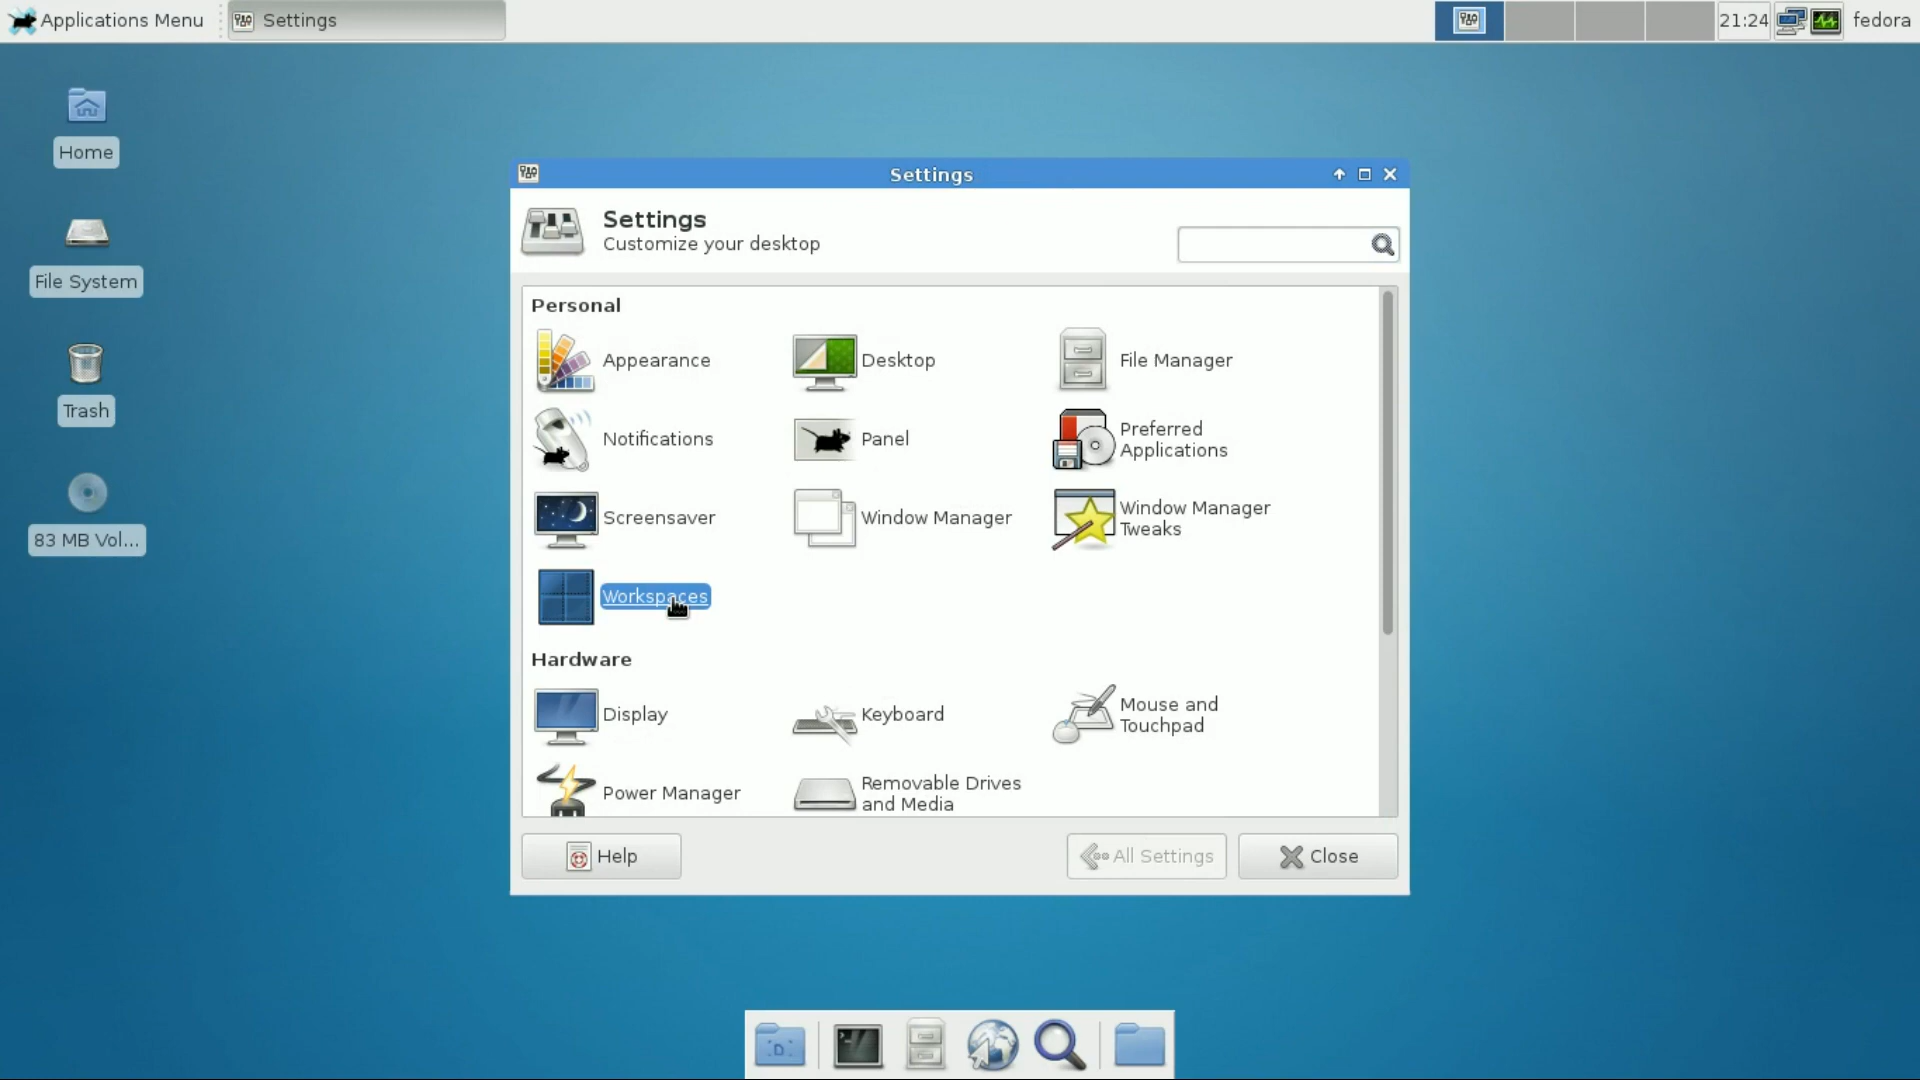 Applications Menu
Settings
21:24
fedora
Home
File System
Trash
83 MB Vol...
Settings
Settings
Customize your desktop
Personal
Appearance
Desktop
File Manager
Notifications
Panel
Preferred
Applications
Screensaver
Window Manager
Window Manager
Tweaks
Workspaces
Hardware
Display
Keyboard
Mouse and
Touchpad
Power Manager
Removable Drives
and Media
Help
All Settings
Close